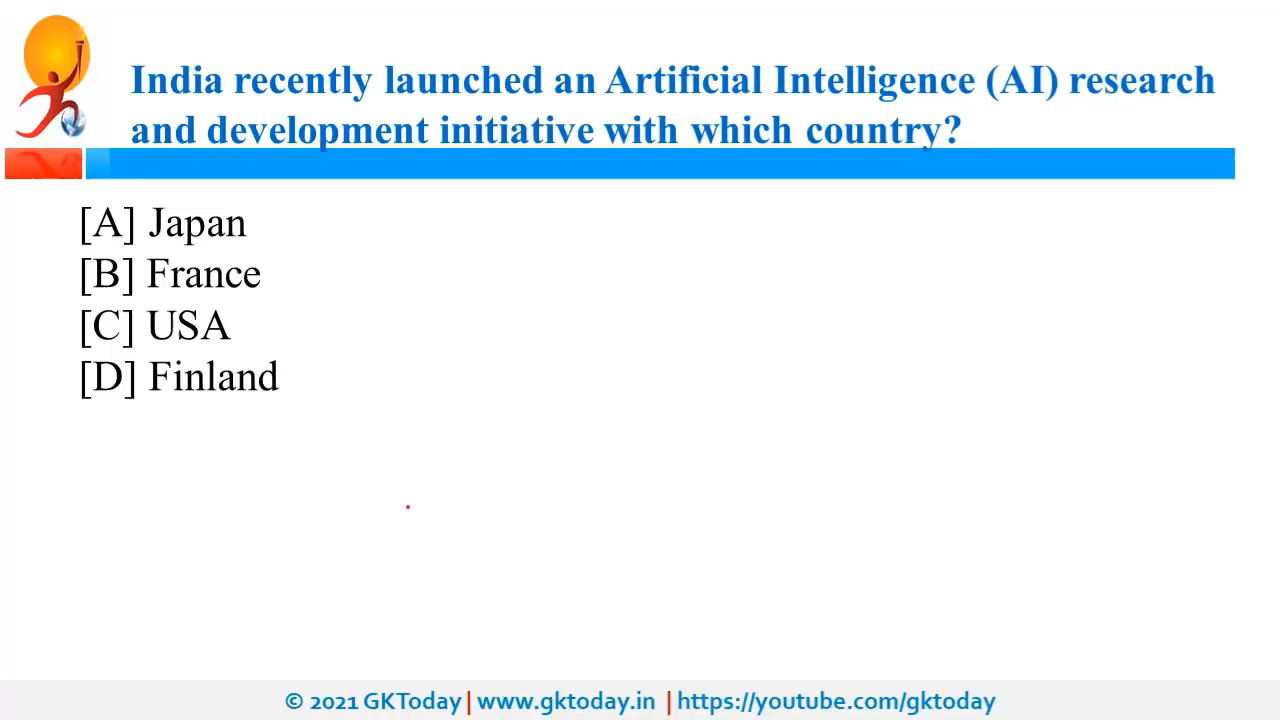 India recently launched an Artificial Intelligence (AI) research
and development initiative with which country?
[A] Japan
[B] France
[C] USA
[D] Finland
© 2021 GKToday | www.gktoday.in | https://youtube.com/gktoday